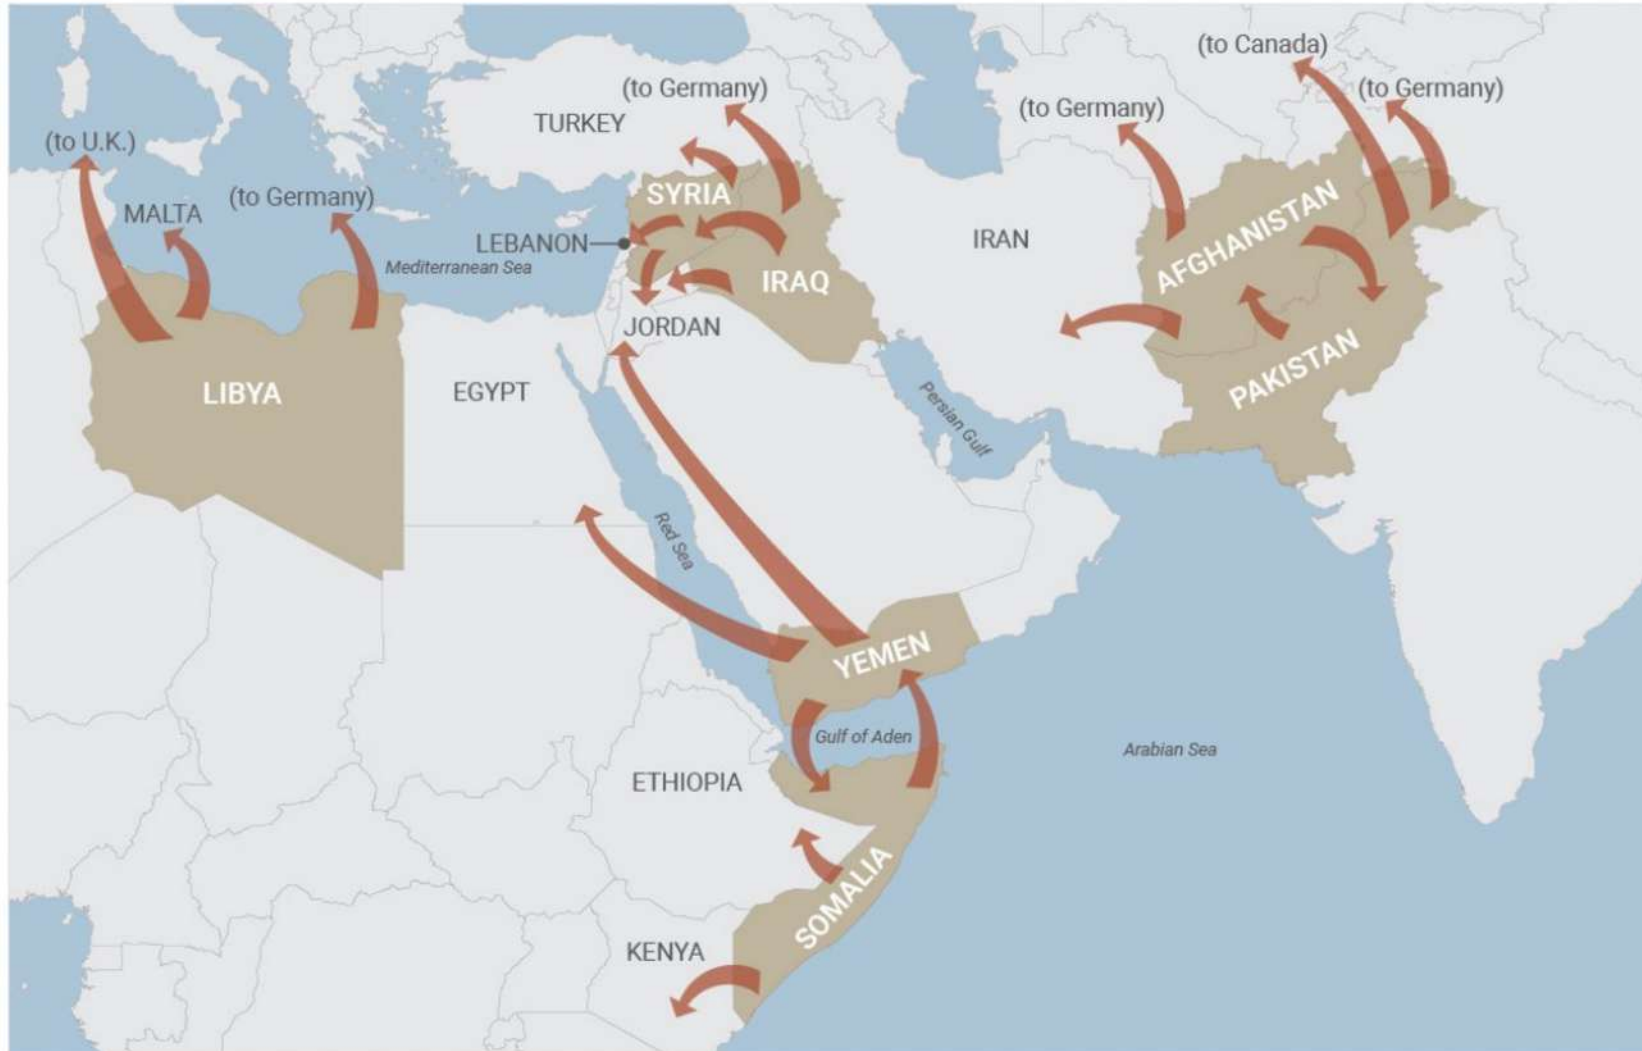 (to Canada)
(to Germany)
(to Germany)
(to Germany)
TURKEY
(to U.K.)
SYRIA
(to Germany)
MALTA
LEBANON
IRAN
AFGHANISTAN
Mediterranean Sea
IRAQ
JORDAN
PAKISTAN
LIBYA
EGYPT
Persian Gulf
Red Sea
YEMEN
Gulf of Aden
Arabian Sea
ETHIOPIA
SOMALIA
KENYA